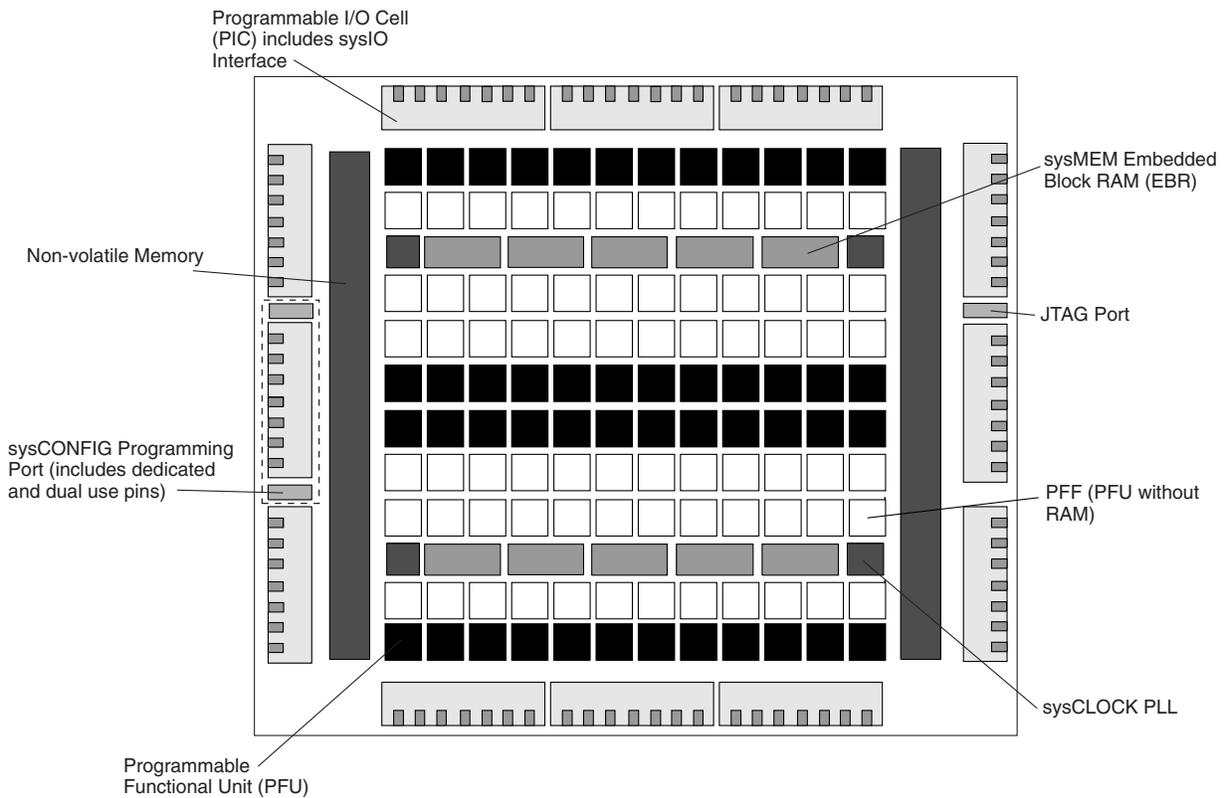 Programmable I/O Cell
(PIC) includes sysIO
Interface
sysMEM Embedded
Block RAM (EBR)
Non-volatile Memory
JTAG Port
sysCONFIG Programming
Port (includes dedicated
and dual use pins)
PFF (PFU without
RAM)
sysCLOCK PLL
Programmable
Functional Unit (PFU)